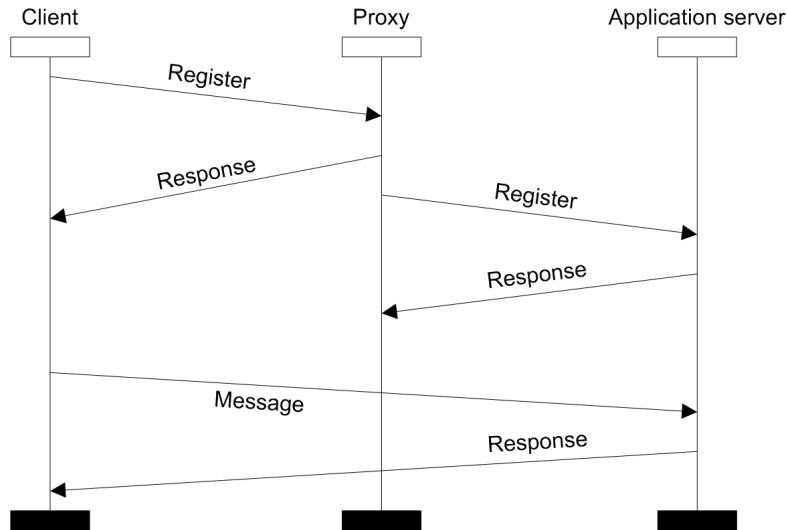 Client
Proxy
Application server
Register
Response
Register
Response
Message
Response